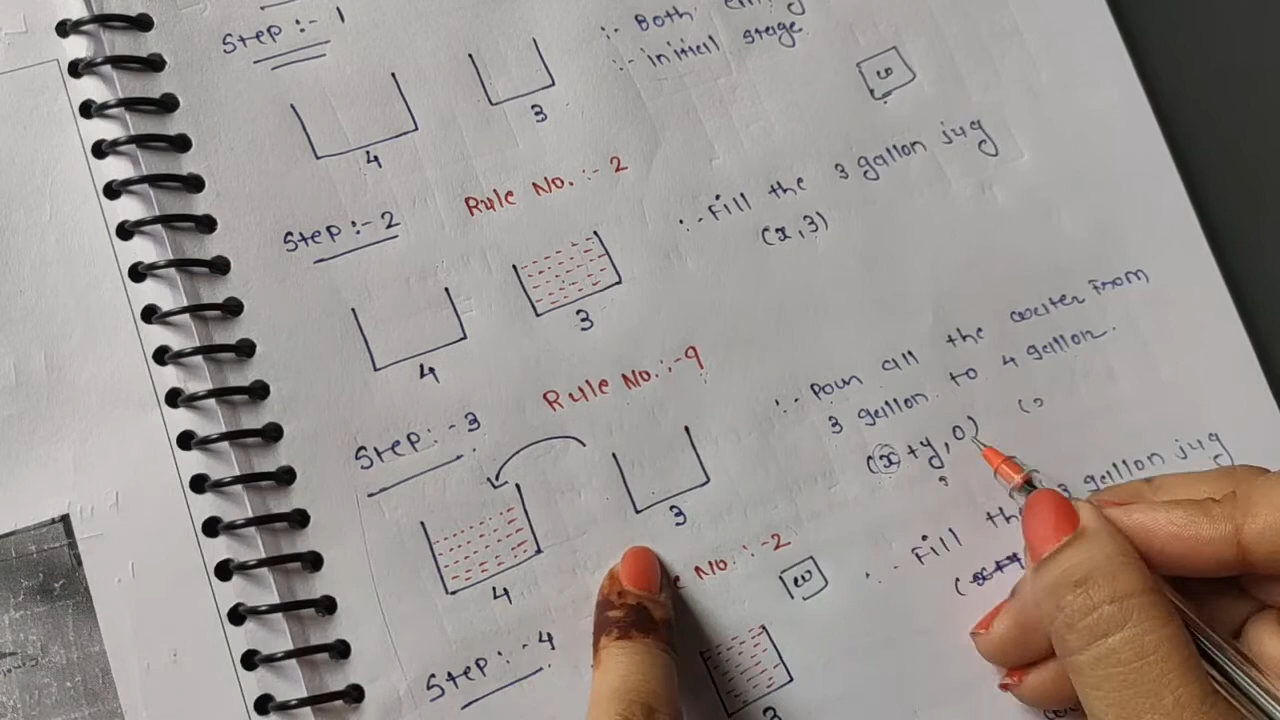 Step :- 1
:- Both
:- initial stage
4
3
W
Rule No. :- 2
Step :- 2
:- Fill the 3 gallon jug
(x, 3)
4
3
Rule No. :- 9
Step :- 3
:- Pour all the water from
3 gallon to 4 gallon.
(x + y, 0)
4
3
Rule No. :- 2
W
:- Fill the 3 gallon jug
Step :- 4
3